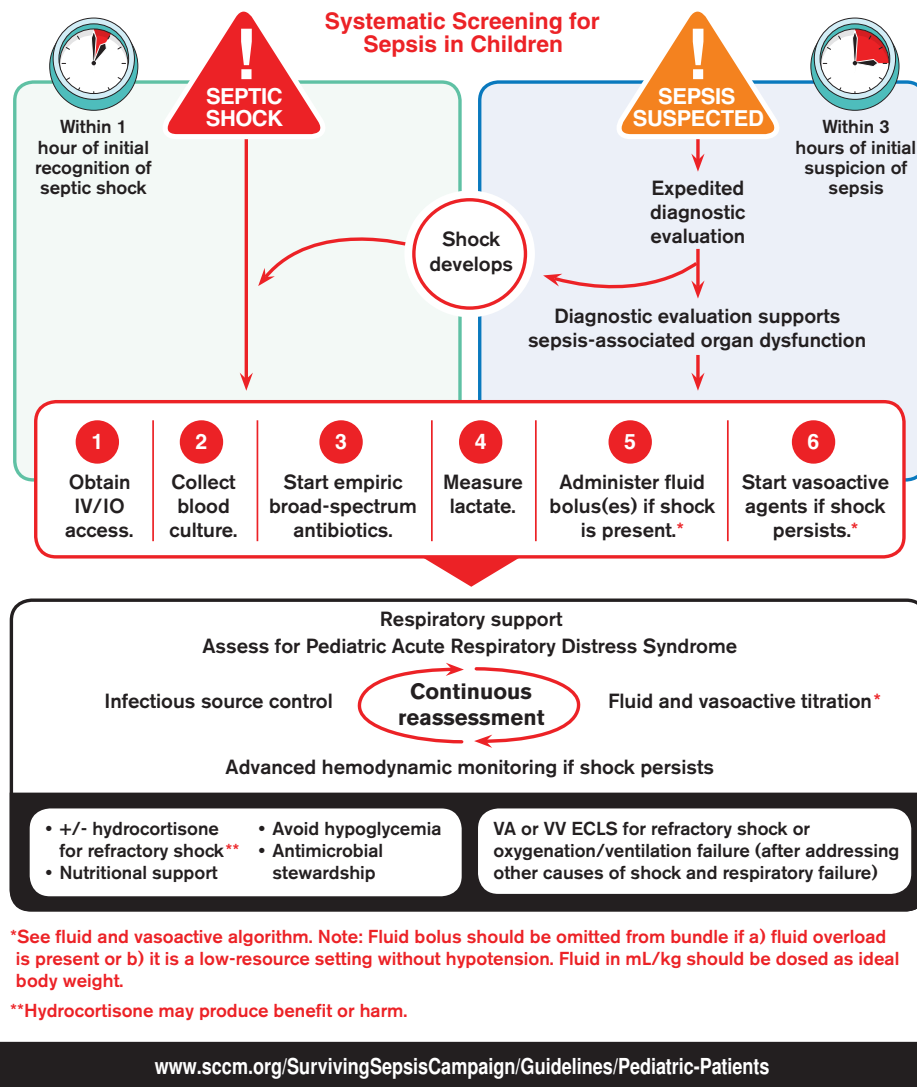 Systematic Screening for
Sepsis in Children
Within 1
hour of initial
recognition of
septic shock
!
SEPTIC
SHOCK
!
SEPSIS
SUSPECTED
Within 3
hours of initial
suspicion of
sepsis
Expedited
diagnostic
evaluation
Shock
develops
Diagnostic evaluation supports
sepsis-associated organ dysfunction
1
Obtain
IV/IO
access.
2
Collect
blood
culture.
3
Start empiric
broad-spectrum
antibiotics.
4
Measure
lactate.
5
Administer fluid
bolus(es) if shock
is present.*
6
Start vasoactive
agents if shock
persists.*
Respiratory support
Assess for Pediatric Acute Respiratory Distress Syndrome
Infectious source control
Continuous
reassessment
Fluid and vasoactive titration*
Advanced hemodynamic monitoring if shock persists
• +/- hydrocortisone
for refractory shock**
• Nutritional support
• Avoid hypoglycemia
• Antimicrobial
stewardship
VA or VV ECLS for refractory shock or
oxygenation/ventilation failure (after addressing
other causes of shock and respiratory failure)
*See fluid and vasoactive algorithm. Note: Fluid bolus should be omitted from bundle if a) fluid overload
is present or b) it is a low-resource setting without hypotension. Fluid in mL/kg should be dosed as ideal
body weight.
**Hydrocortisone may produce benefit or harm.
www.sccm.org/SurvivingSepsisCampaign/Guidelines/Pediatric-Patients